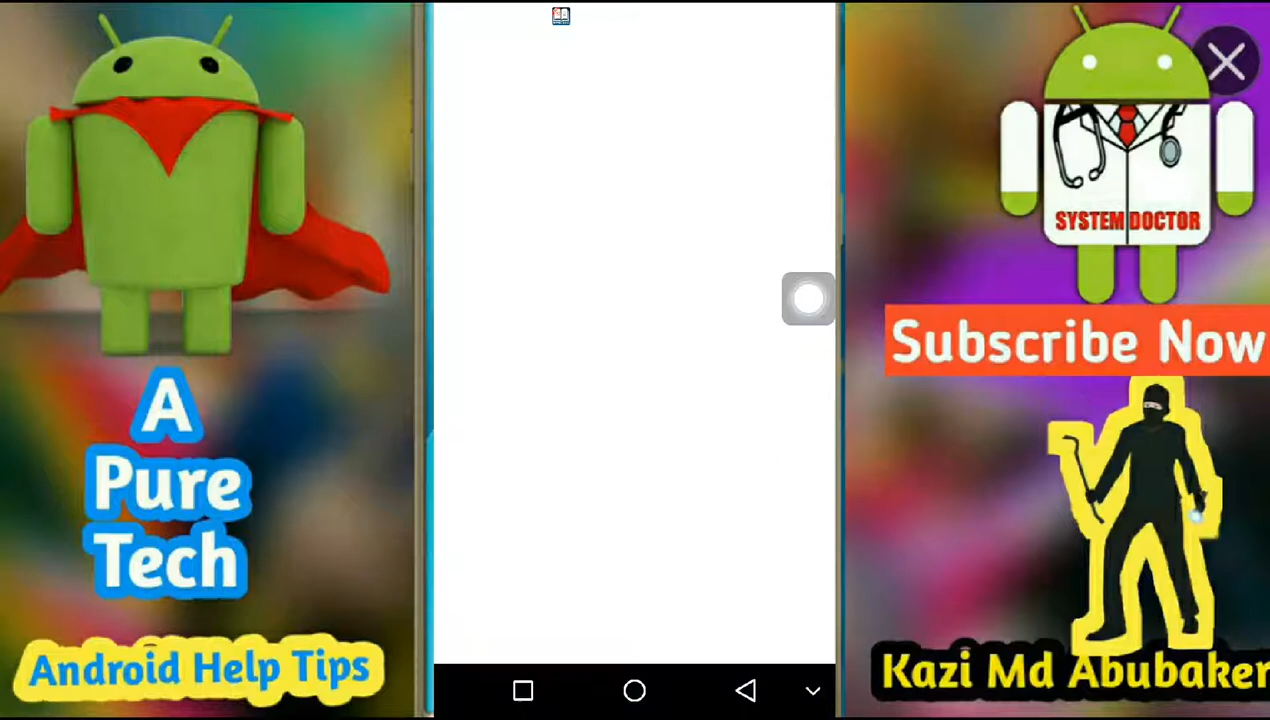 A
Pure
Tech
Android Help Tips
SYSTEM DOCTOR
Subscribe Now
Kazi Md Abubaker